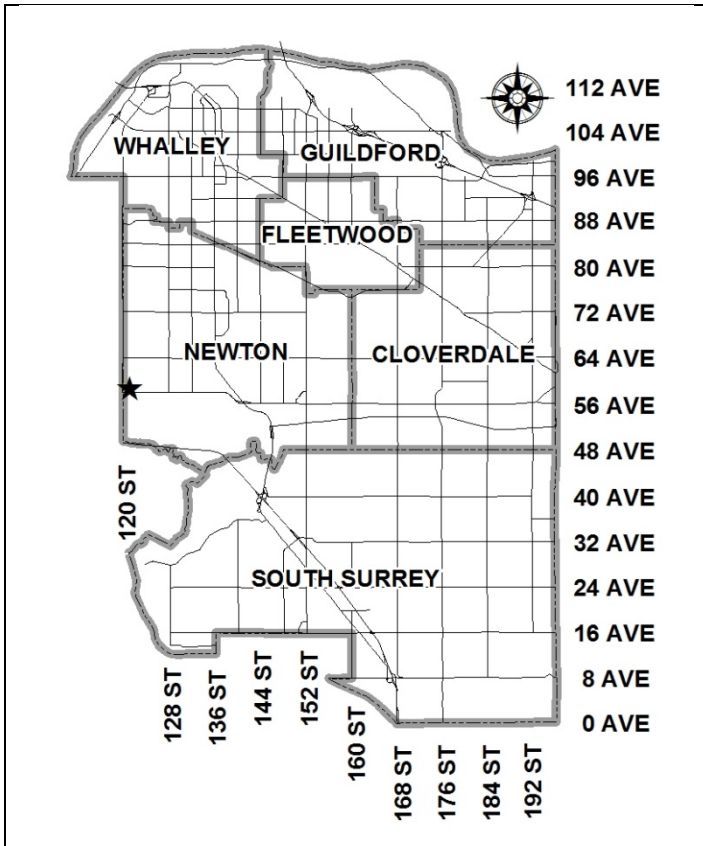 112 AVE
104 AVE
WHALLEY
GUILDFORD
96 AVE
88 AVE
FLEETWOOD
80 AVE
72 AVE
NEWTON
CLOVERDALE
64 AVE
56 AVE
48 AVE
120 ST
40 AVE
32 AVE
SOUTH SURREY
24 AVE
16 AVE
128 ST
136 ST
144 ST
152 ST
160 ST
8 AVE
0 AVE
168 ST
176 ST
184 ST
192 ST